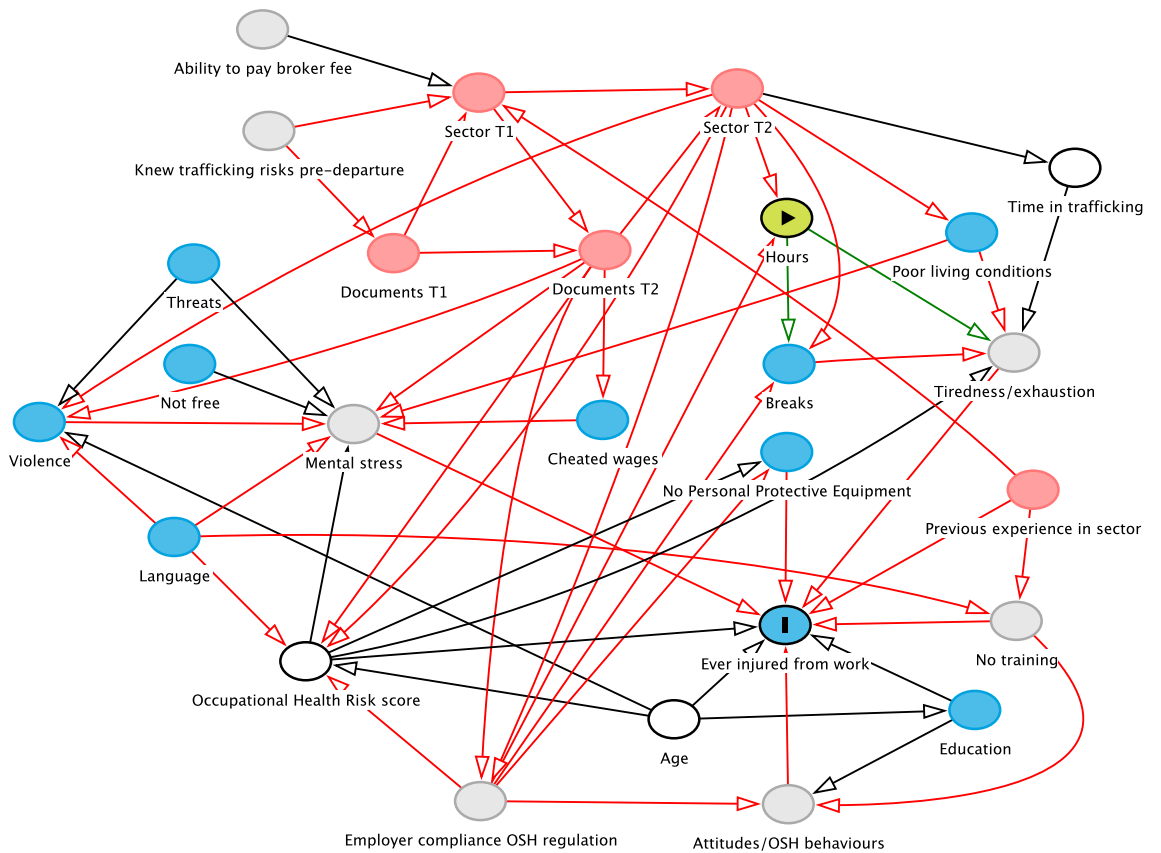 Ability to pay broker fee
Sector T1
Sector T2
Knew trafficking risks pre-departure
Time in trafficking
Hours
Poor living conditions
Documents T1
Documents T2
Threats
Not free
Breaks
Tiredness/exhaustion
Violence
Mental stress
Cheated wages
No Personal Protective Equipment
Previous experience in sector
Language
Ever injured from work
No training
Occupational Health Risk score
Age
Education
Employer compliance OSH regulation
Attitudes/OSH behaviours